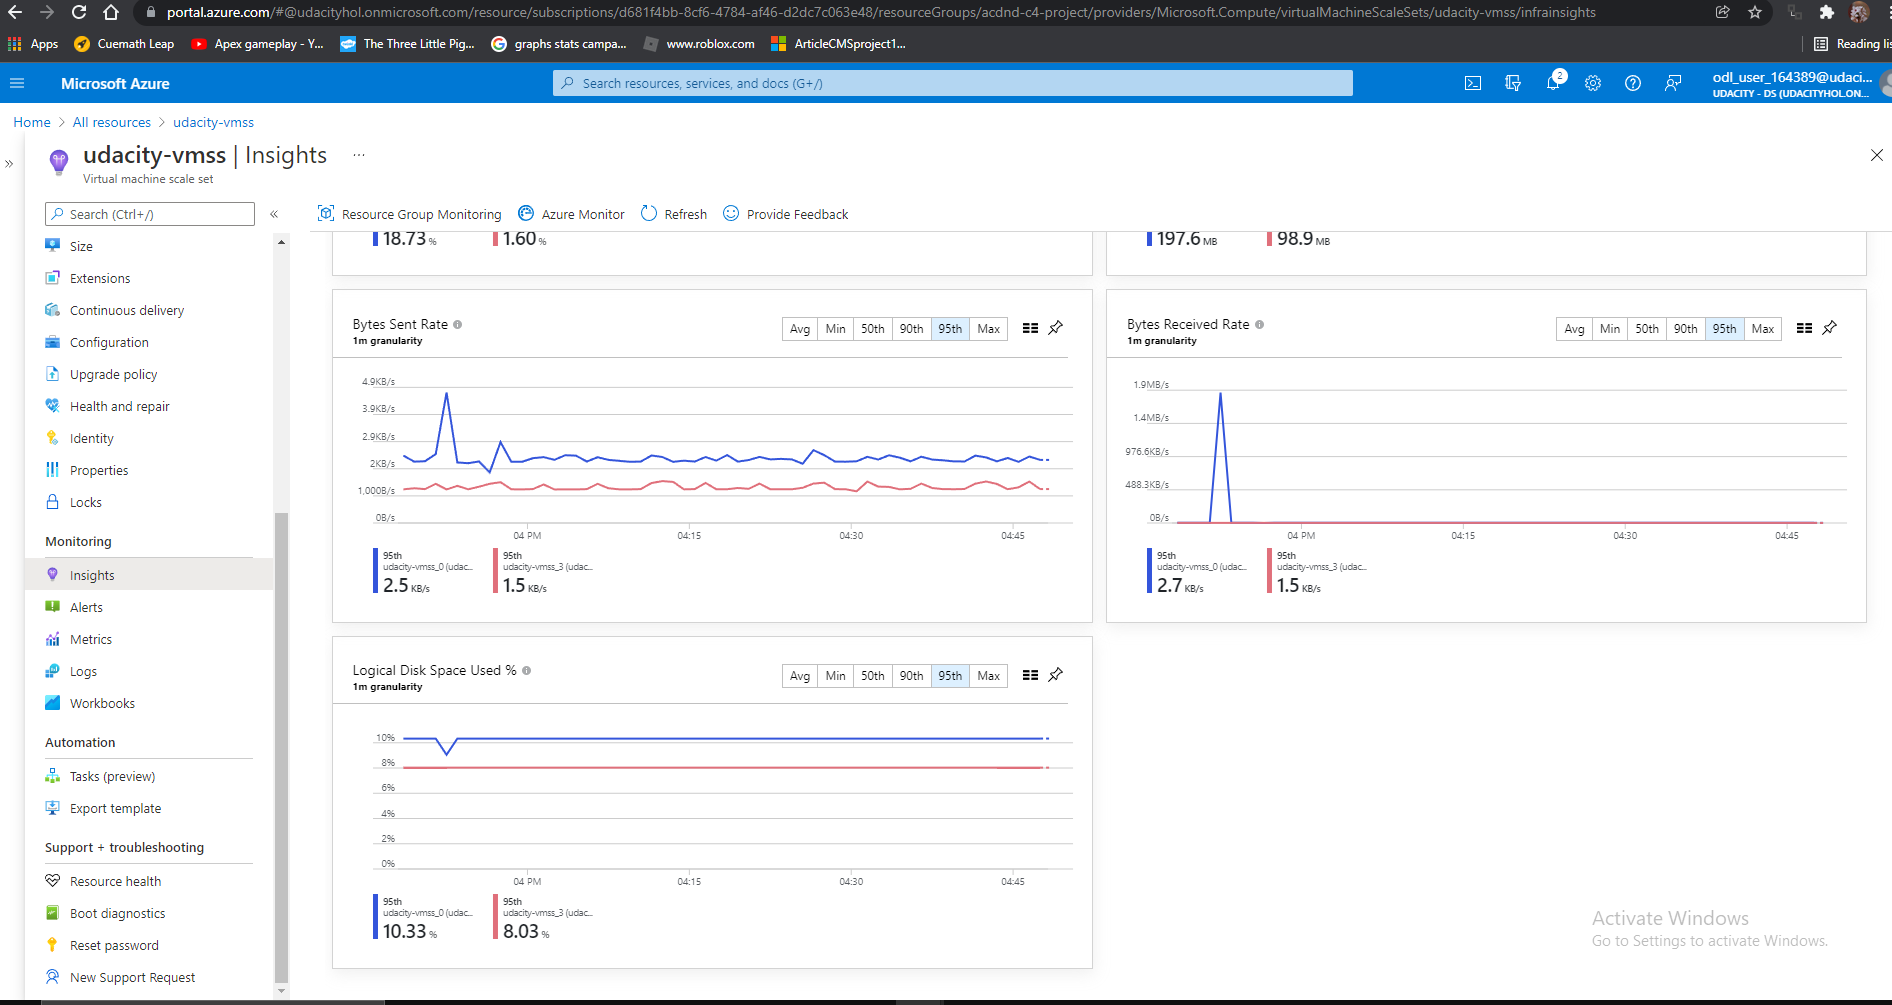 portal.azure.com/#@udacityhol.onmicrosoft.com/resource/subscriptions/d681f4bb-8cf6-4784-af46-d2dc7c063e48/resourceGroups/acdnd-c4-project/providers/Microsoft.Compute/virtualMachineScaleSets/udacity-vmss/infrainsights
Apps Cuemath Leap Apex gameplay - Y... The Three Little Pig... graphs stats campa... www.roblox.com ArticleCMSproject1... Reading lis
Microsoft Azure
Search resources, services, and docs (G+/)
2
odl_user_164389@udaci...
UDACITY - DS (UDACITYHOL.ON...
Home > All resources > udacity-vmss
udacity-vmss | Insights ...
Virtual machine scale set
Search (Ctrl+/)
«
»
Size
Extensions
Continuous delivery
Configuration
Upgrade policy
Health and repair
Identity
Properties
Locks
Monitoring
Insights
Alerts
Metrics
Logs
Workbooks
Automation
Tasks (preview)
Export template
Support + troubleshooting
Resource health
Boot diagnostics
Reset password
New Support Request
Resource Group Monitoring Azure Monitor Refresh Provide Feedback
18.73 % 1.60 %
197.6 MB 98.9 MB
Bytes Sent Rate
1m granularity
Avg Min 50th 90th 95th Max
4.9KB/s
3.9KB/s
2.9KB/s
2KB/s
1,000B/s
0B/s
04 PM 04:15 04:30 04:45
95th 95th
udacity-vmss_0 (udac... udacity-vmss_3 (udac...
2.5 KB/s 1.5 KB/s
Bytes Received Rate
1m granularity
Avg Min 50th 90th 95th Max
1.9MB/s
1.4MB/s
976.6KB/s
488.3KB/s
0B/s
04 PM 04:15 04:30 04:45
95th 95th
udacity-vmss_0 (udac... udacity-vmss_3 (udac...
2.7 KB/s 1.5 KB/s
Logical Disk Space Used %
1m granularity
Avg Min 50th 90th 95th Max
10%
8%
6%
4%
2%
0%
04 PM 04:15 04:30 04:45
95th 95th
udacity-vmss_0 (udac... udacity-vmss_3 (udac...
10.33 % 8.03 %
Activate Windows
Go to Settings to activate Windows.